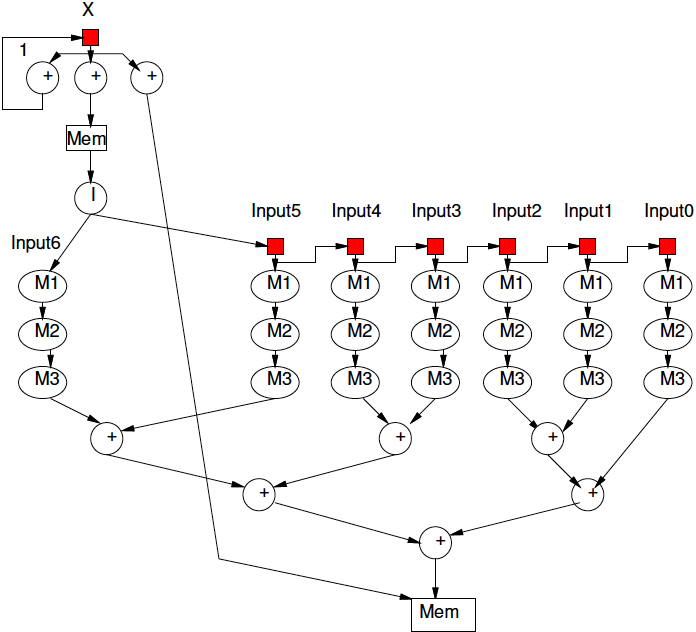 X
1
+ + +
Mem
I
Input5 Input4 Input3 Input2 Input1 Input0
Input6
M1 M1 M1 M1 M1 M1 M1
M2 M2 M2 M2 M2 M2 M2
M3 M3 M3 M3 M3 M3 M3
+ + +
+ +
+
Mem